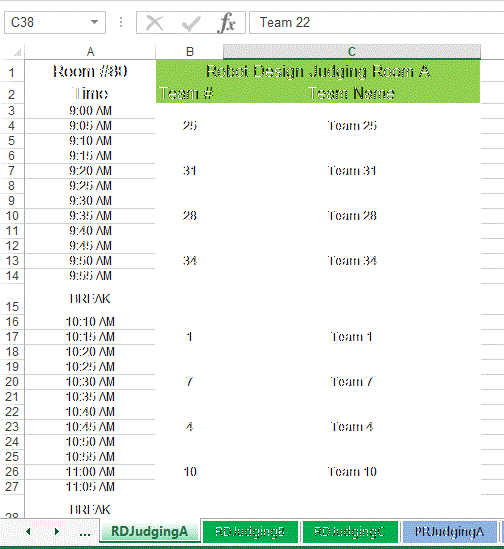 C38 Team 22
A B C
1 Room #80 Robot Design Judging Room A
2 Time Team # Team Name
3 9:00 AM
4 9:05 AM 25 Team 25
5 9:10 AM
6 9:15 AM
7 9:20 AM 31 Team 31
8 9:25 AM
9 9:30 AM
10 9:35 AM 28 Team 28
11 9:40 AM
12 9:45 AM
13 9:50 AM 34 Team 34
14 9:55 AM
15 BREAK
16 10:10 AM
17 10:15 AM 1 Team 1
18 10:20 AM
19 10:25 AM
20 10:30 AM 7 Team 7
21 10:35 AM
22 10:40 AM
23 10:45 AM 4 Team 4
24 10:50 AM
25 10:55 AM
26 11:00 AM 10 Team 10
27 11:05 AM
28 BREAK
... RDJudgingA RDJudgingB RDJudgingC PRJudgingA